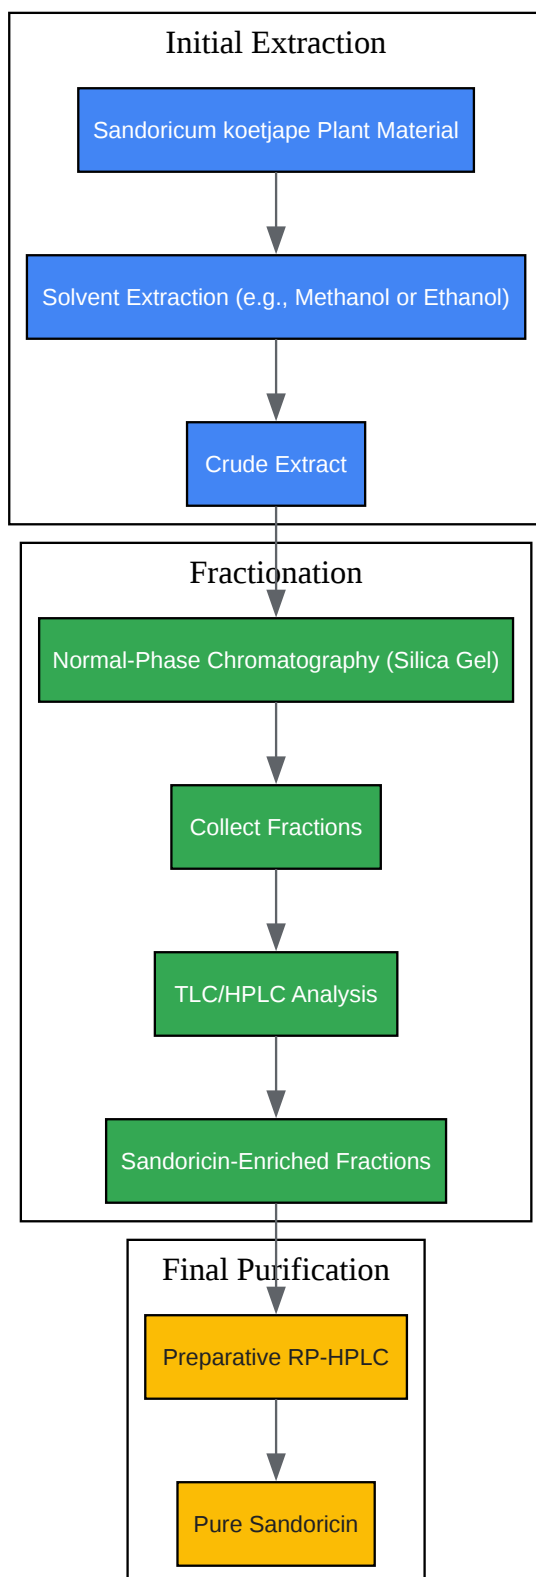 Initial Extraction
Sandoricum koetjape Plant Material
Solvent Extraction (e.g., Methanol or Ethanol)
Crude Extract
Fractionation
Normal-Phase Chromatography (Silica Gel)
Collect Fractions
TLC/HPLC Analysis
Sandoricin-Enriched Fractions
Final Purification
Preparative RP-HPLC
Pure Sandoricin